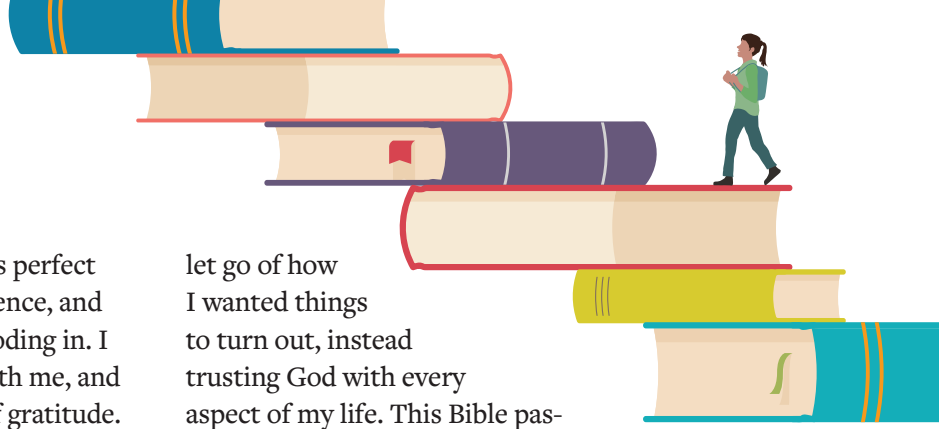 s perfect
ence, and
oding in. I
th me, and
f gratitude.
let go of how
I wanted things
to turn out, instead
trusting God with every
aspect of my life. This Bible pas-